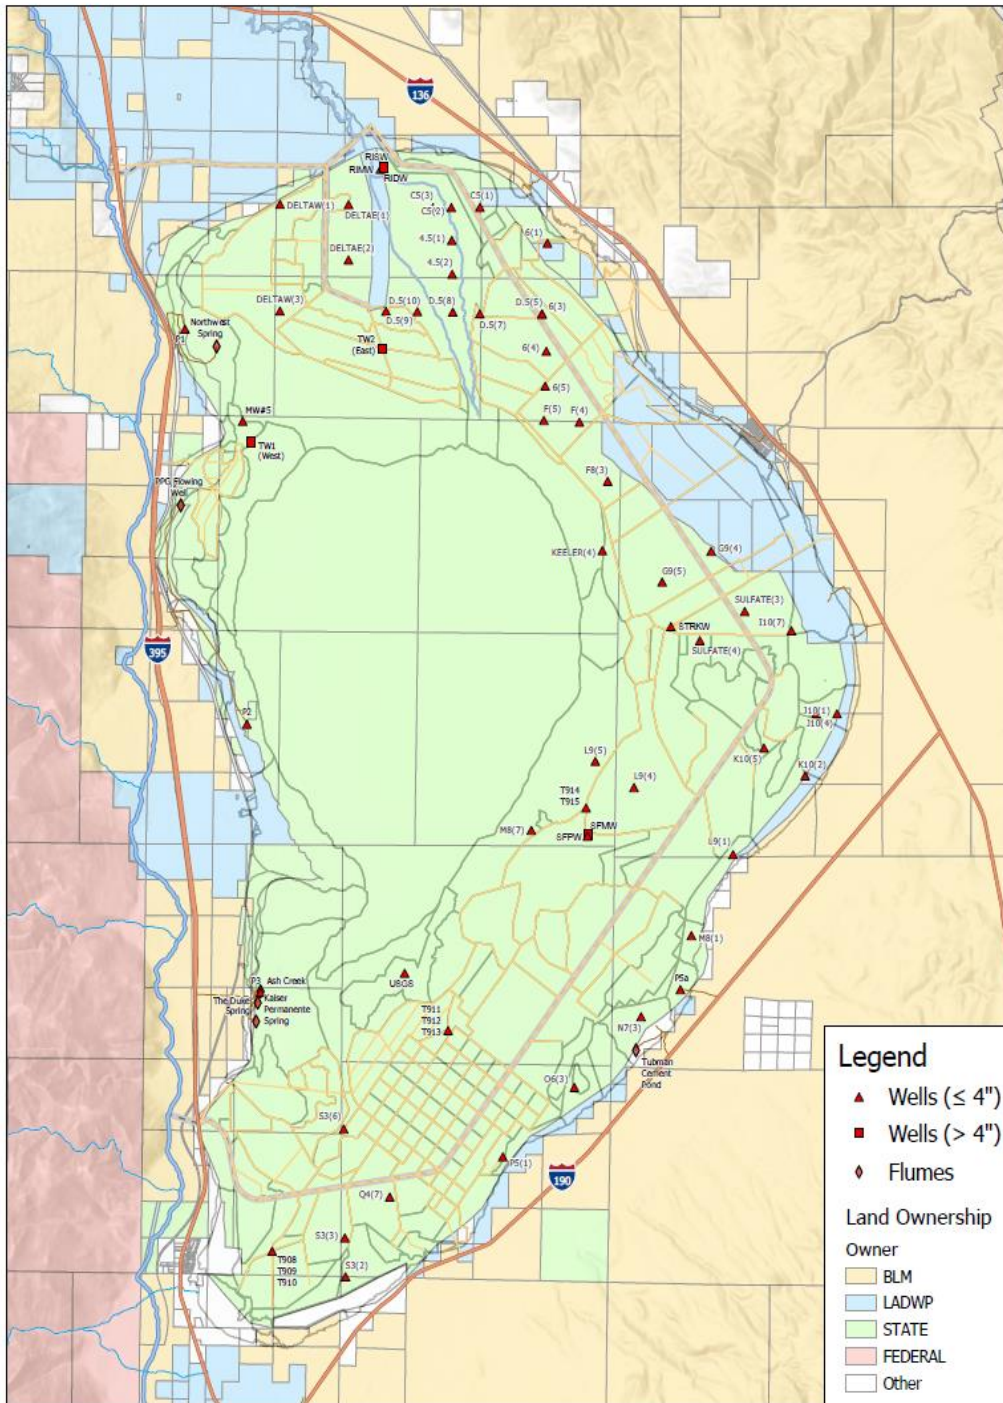 136
RISW
RIMW
RIDW
DELTAW(1)
DELTAE(1)
C5(3)
C5(2)
C5(1)
4.5(1)
6(1)
DELTAE(2)
4.5(2)
DELTAW(3)
D.5(10)
D.5(9)
D.5(8)
D.5(7)
D.5(5)
6(3)
Northwest
Spring
P1
TW2
(East)
6(4)
6(5)
MW#5
F(5)
F(4)
TW1
(West)
PPG Flowing
Well
F8(3)
KEELER(4)
G9(4)
G9(5)
SULFATE(3)
STRKW
I10(7)
SULFATE(4)
395
P2
J10(1)
I10(4)
K10(5)
L9(5)
K10(2)
L9(4)
T914
T915
M8(7)
SFMW
SFPW
L9(1)
M8(1)
USGS
P3
Ash Creek
The Duke
Spring
Kaiser
Permanente
Spring
P5a
T911
T912
T913
N7(3)
Tubman
Cement
Pond
O6(3)
S3(6)
P5(1)
190
Q4(7)
S3(3)
T908
T909
T910
S3(2)
Legend
Wells (≤ 4")
Wells (> 4")
Flumes
Land Ownership
Owner
BLM
LADWP
STATE
FEDERAL
Other